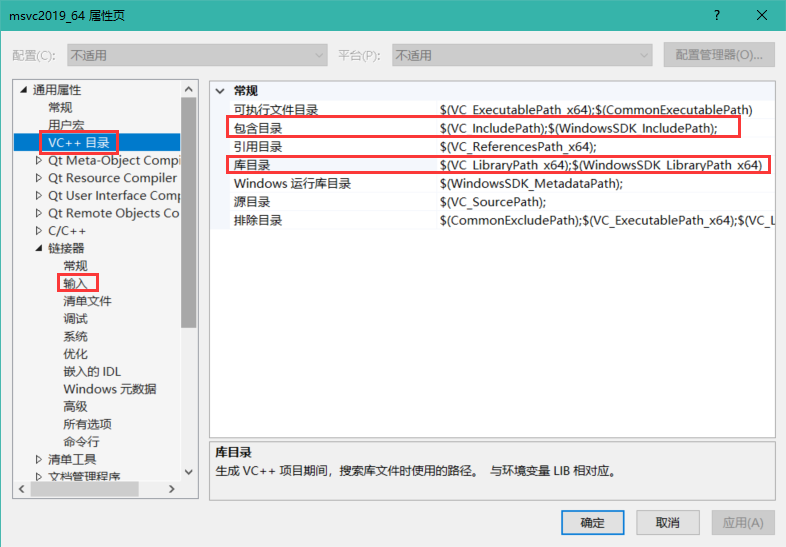 msvc2019_64 属性页
配置(C): 不适用 平台(P): 不适用 配置管理器(O)...
通用属性
常规
用户宏
VC++ 目录
Qt Meta-Object Compi
Qt Resource Compiler
Qt User Interface Comp
Qt Remote Objects Co
C/C++
链接器
常规
输入
清单文件
调试
系统
优化
嵌入的 IDL
Windows 元数据
高级
所有选项
命令行
清单工具
文档管理程序
常规
可执行文件目录 $(VC_ExecutablePath_x64);$(CommonExecutablePath)
包含目录 $(VC_IncludePath);$(WindowsSDK_IncludePath);
引用目录 $(VC_ReferencesPath_x64);
库目录 $(VC_LibraryPath_x64);$(WindowsSDK_LibraryPath_x64)
Windows 运行库目录 $(WindowsSDK_MetadataPath);
源目录 $(VC_SourcePath);
排除目录 $(CommonExcludePath);$(VC_ExecutablePath_x64);$(VC_L
库目录
生成 VC++ 项目期间，搜索库文件时使用的路径。 与环境变量 LIB 相对应。
确定 取消 应用(A)